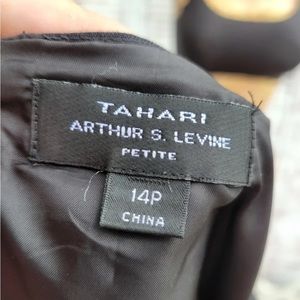 TAHARI
ARTHUR S. LEVINE
PETITE
14P
CHINA